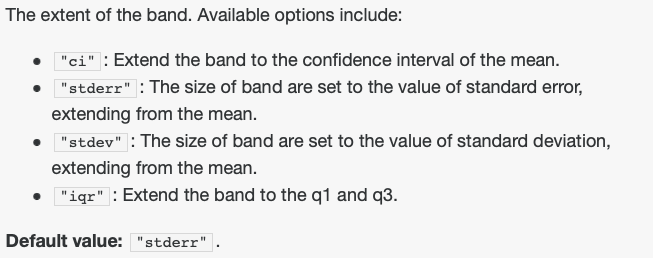 The extent of the band. Available options include:
• "ci" : Extend the band to the confidence interval of the mean.
• "stderr" : The size of band are set to the value of standard error,
extending from the mean.
• "stdev" : The size of band are set to the value of standard deviation,
extending from the mean.
• "iqr" : Extend the band to the q1 and q3.
Default value: "stderr" .